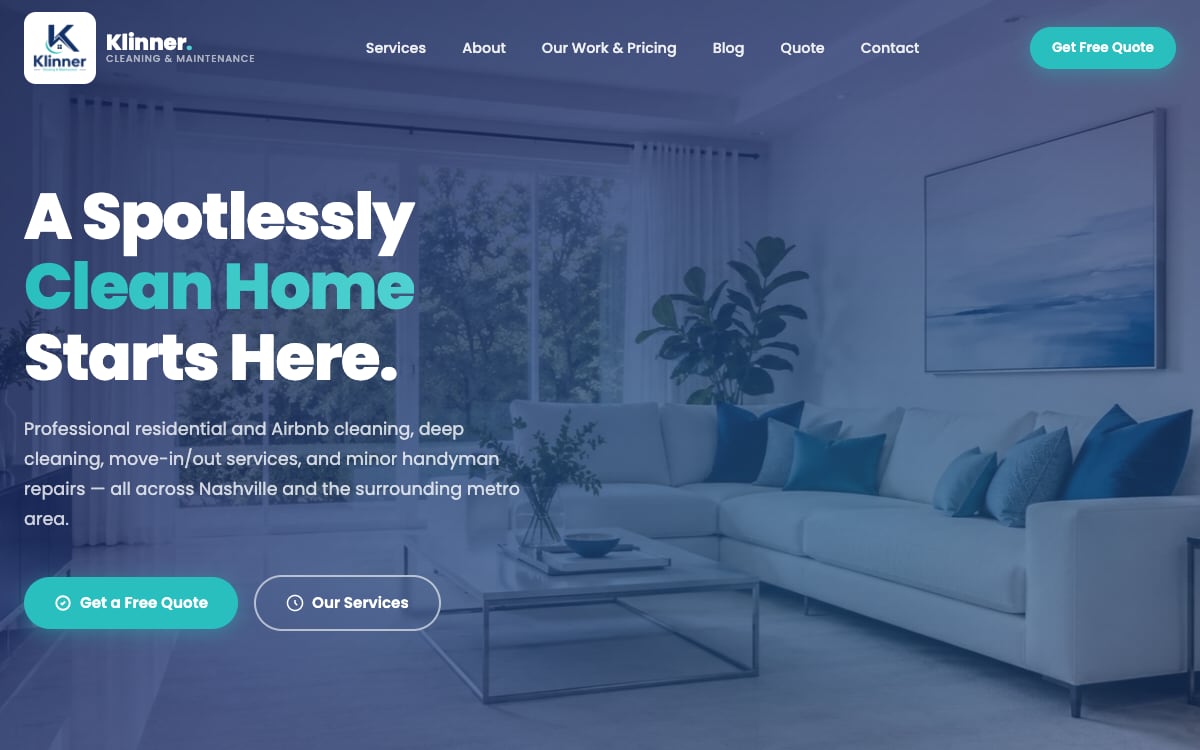 Klinner
Klinner.
CLEANING & MAINTENANCE
Services
About
Our Work & Pricing
Blog
Quote
Contact
Get Free Quote
A Spotlessly
Clean Home
Starts Here.
Professional residential and Airbnb cleaning, deep
cleaning, move-in/out services, and minor handyman
repairs — all across Nashville and the surrounding metro
area.
Get a Free Quote
Our Services